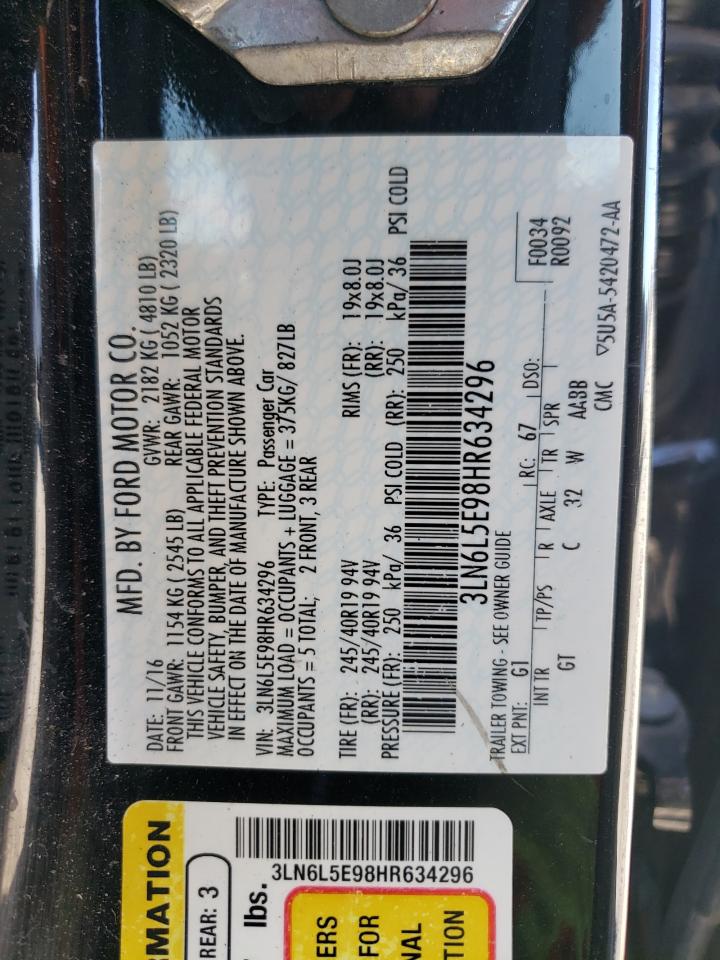 MFD. BY FORD MOTOR CO.
DATE: 11/16 GVWR: 2182 KG ( 4810 LB)
FRONT GAWR: 1154 KG ( 2545 LB) REAR GAWR: 1052 KG ( 2320 LB)
THIS VEHICLE CONFORMS TO ALL APPLICABLE FEDERAL MOTOR
VEHICLE SAFETY, BUMPER, AND THEFT PREVENTION STANDARDS
IN EFFECT ON THE DATE OF MANUFACTURE SHOWN ABOVE.
VIN: 3LN6L5E98HR634296 TYPE: Passenger Car
MAXIMUM LOAD = OCCUPANTS + LUGGAGE = 375KG/ 827LB
OCCUPANTS = 5 TOTAL; 2 FRONT, 3 REAR
TIRE (FR): 245/40R19 94V RIMS (FR): 19x8.0J
(RR): 245/40R19 94V (RR): 19x8.0J
PRESSURE (FR): 250 kPa/ 36 PSI COLD (RR): 250 kPa/ 36 PSI COLD
3LN6L5E98HR634296
TRAILER TOWING - SEE OWNER GUIDE
EXT PNT: G1 RC: 67 DSO: F0034
R0092
INT TR TP/PS R AXLE TR SPR
GT C 32 W AABB
CMC
▽5U5A-5420472-AA
RMATION
REAR: 3
lbs.
3LN6L5E98HR634296
ERS
FOR
NAL
TION